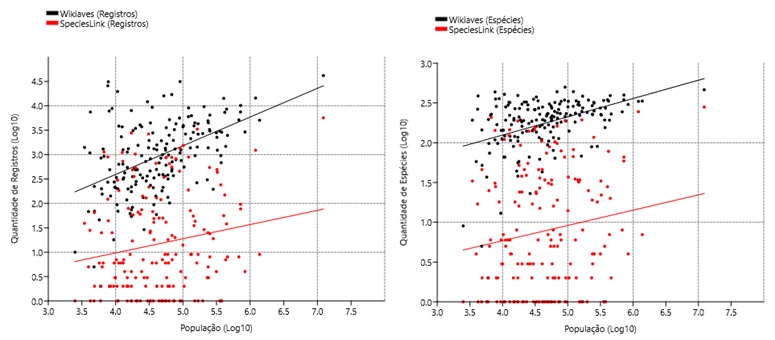 Wikiaves (Registros)
SpeciesLink (Registros)
Quantidade de Registros (Log10)
4.5
4.0
3.5
3.0
2.5
2.0
1.5
1.0
0.5
0.0
3.0 3.5 4.0 4.5 5.0 5.5 6.0 6.5 7.0 7.5
População (Log10)
Wikiaves (Espécies)
SpeciesLink (Espécies)
Quantidade de Espécies (Log10)
3.0
2.5
2.0
1.5
1.0
0.5
0.0
3.0 3.5 4.0 4.5 5.0 5.5 6.0 6.5 7.0 7.5
População (Log10)